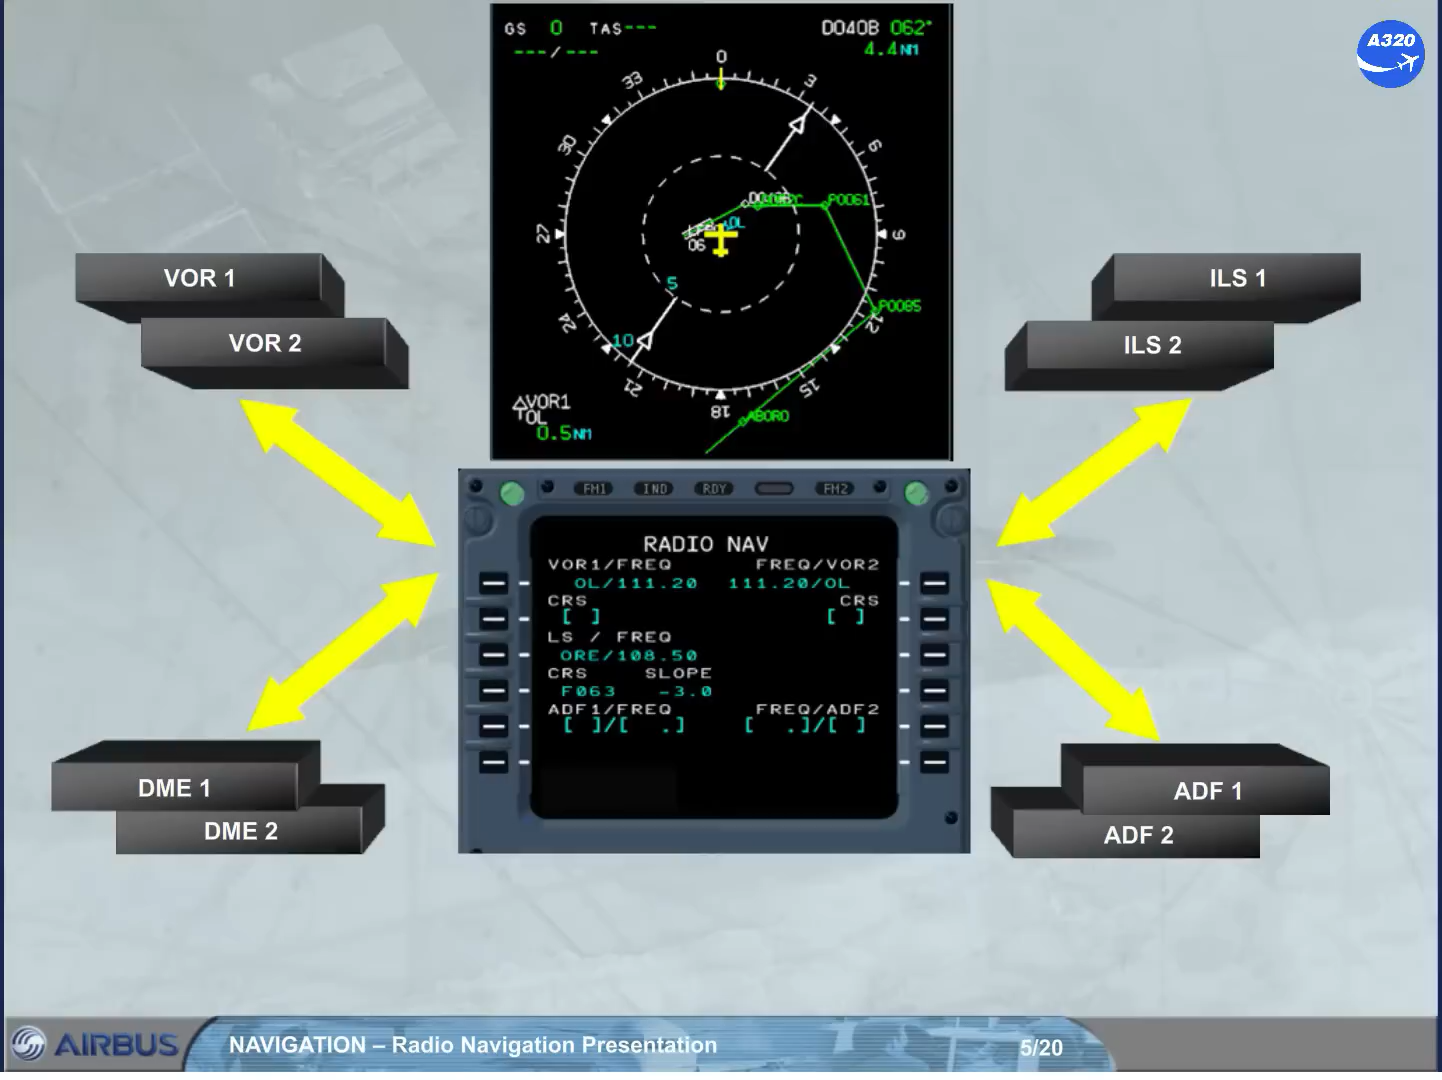 GS 0 TAS---
---/---
D040B 062°
4.4NM
A320
0
3
6
9
12
15
18
21
24
27
30
33
P0061
OL
06
5
P0085
10
ABORO
VOR1
OL
0.5NM
VOR 1
VOR 2
ILS 1
ILS 2
FM1 IND RDY FM2
RADIO NAV
VOR1/FREQ FREQ/VOR2
OL/111.20 111.20/OL
CRS CRS
[ ] [ ]
LS / FREQ
ORE/108.50
CRS SLOPE
F063 -3.0
ADF1/FREQ FREQ/ADF2
[ ]/[ .] [ .]/[ ]
DME 1
DME 2
ADF 1
ADF 2
AIRBUS
NAVIGATION – Radio Navigation Presentation
5/20